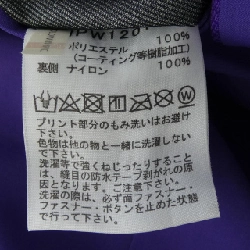 IPW120
ポリエステル 100%
(コーティング等樹脂加工)
裏側 ナイロン 100%
プリント部分のもみ洗いはお避け
下さい。
色物は他の物と一緒に洗濯しないで
下さい。
洗濯等で強くねじったりすること
は、縫目の防水テープ剥がれの原
因となります。ご注意ください。
洗濯の際は、必ず面ファスナー・
ファスナー・ボタンを止めた状態
で行って下さい。